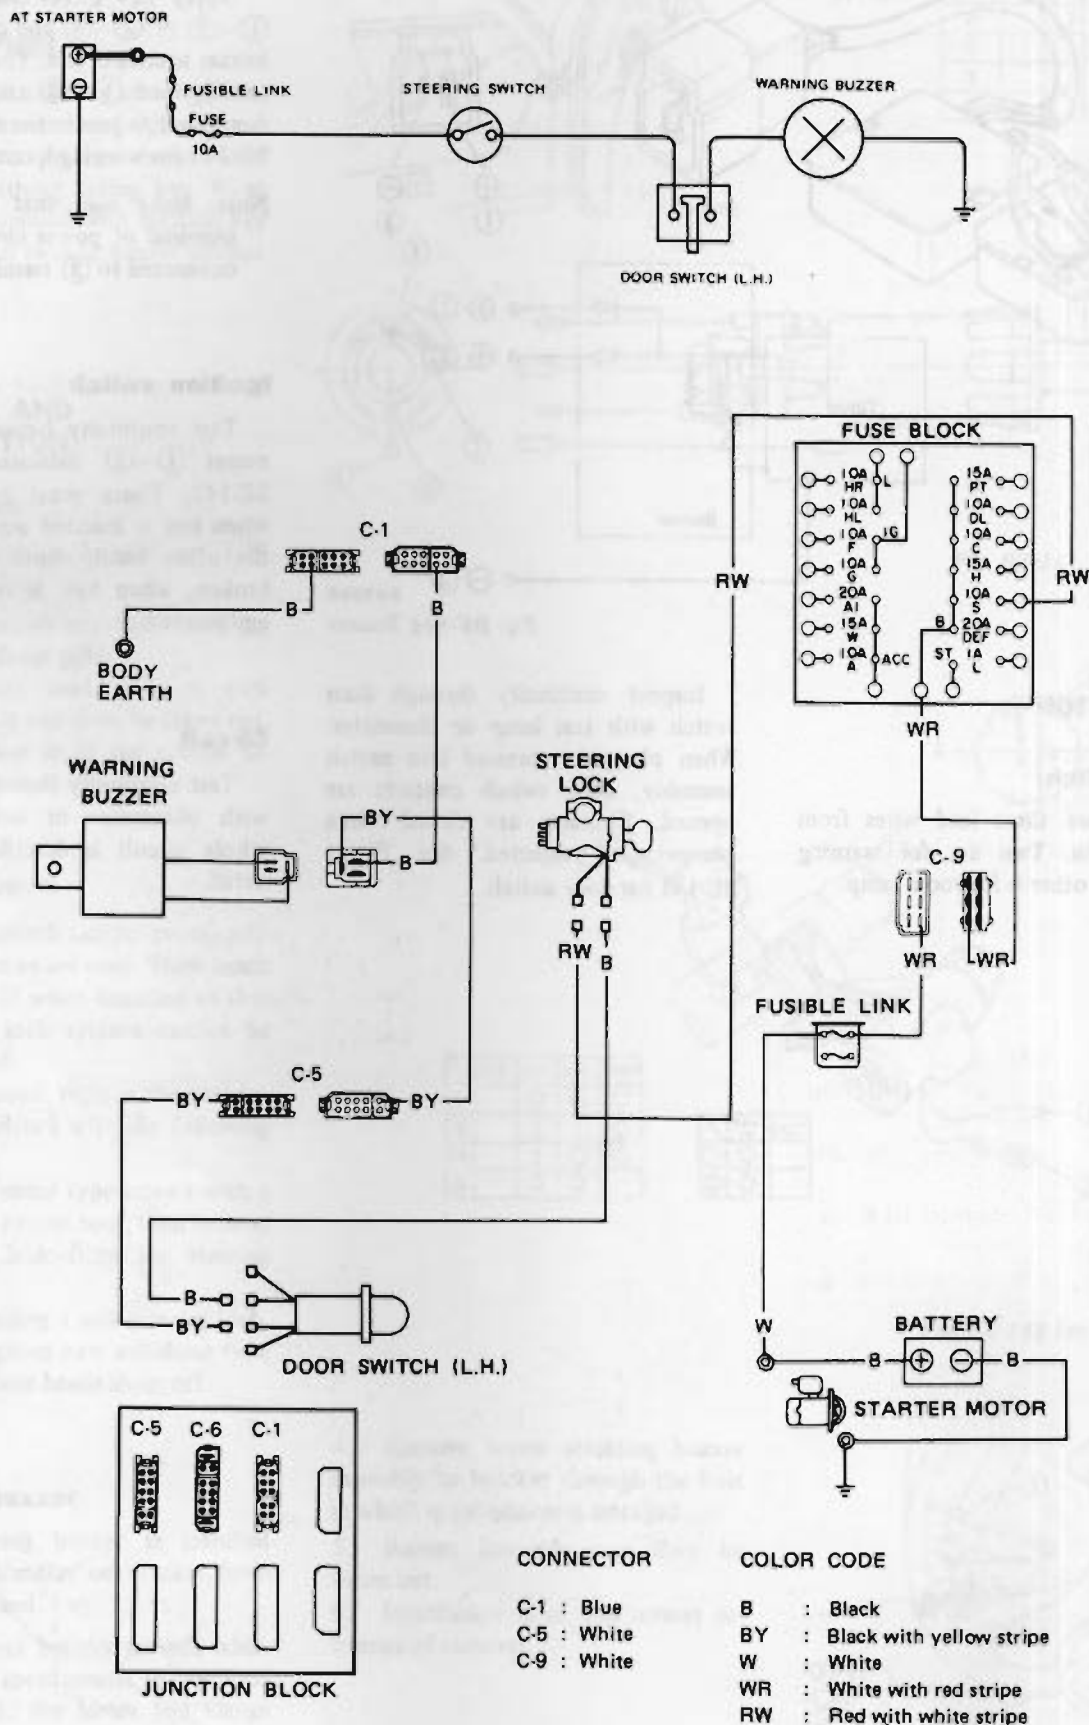 AT STARTER MOTOR
FUSIBLE LINK
FUSE
10A
STEERING SWITCH
WARNING BUZZER
DOOR SWITCH (L.H.)
FUSE BLOCK
10A
HR
L
10A
HL
10A
F
IG
10A
G
20A
AI
15A
W
10A
A
ACC
15A
PT
10A
DL
10A
C
15A
H
10A
S
B
20A
DEF
ST
1A
L
RW
RW
WR
C-1
B
B
BODY
EARTH
WARNING
BUZZER
BY
B
STEERING
LOCK
RW
B
C-9
WR
WR
FUSIBLE LINK
C-5
BY
BY
B
BY
DOOR SWITCH (L.H.)
W
BATTERY
B
B
STARTER MOTOR
C-5 C-6 C-1
JUNCTION BLOCK
CONNECTOR
C-1 : Blue
C-5 : White
C-9 : White
COLOR CODE
B : Black
BY : Black with yellow stripe
W : White
WR : White with red stripe
RW : Red with white stripe